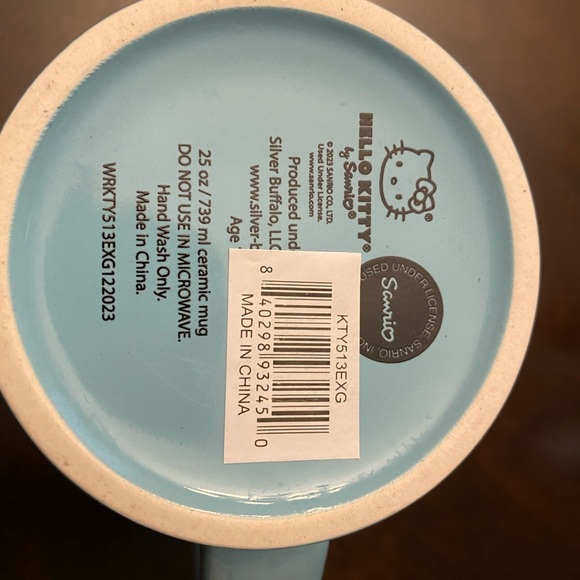 HELLO KITTY®
by Sanrio®
© 2023 SANRIO CO., LTD.
Used Under License.
www.sanrio.com
Produced und
Silver Buffalo, LLC
www.silver-b
Age
25 oz / 739 ml ceramic mug
DO NOT USE IN MICROWAVE.
Hand Wash Only.
Made in China.
WRKTY513EXG122023
USED UNDER LICENSE, SANRIO, INC.
Sanrio
KTY513EXG
8 40298 93245 0
MADE IN CHINA